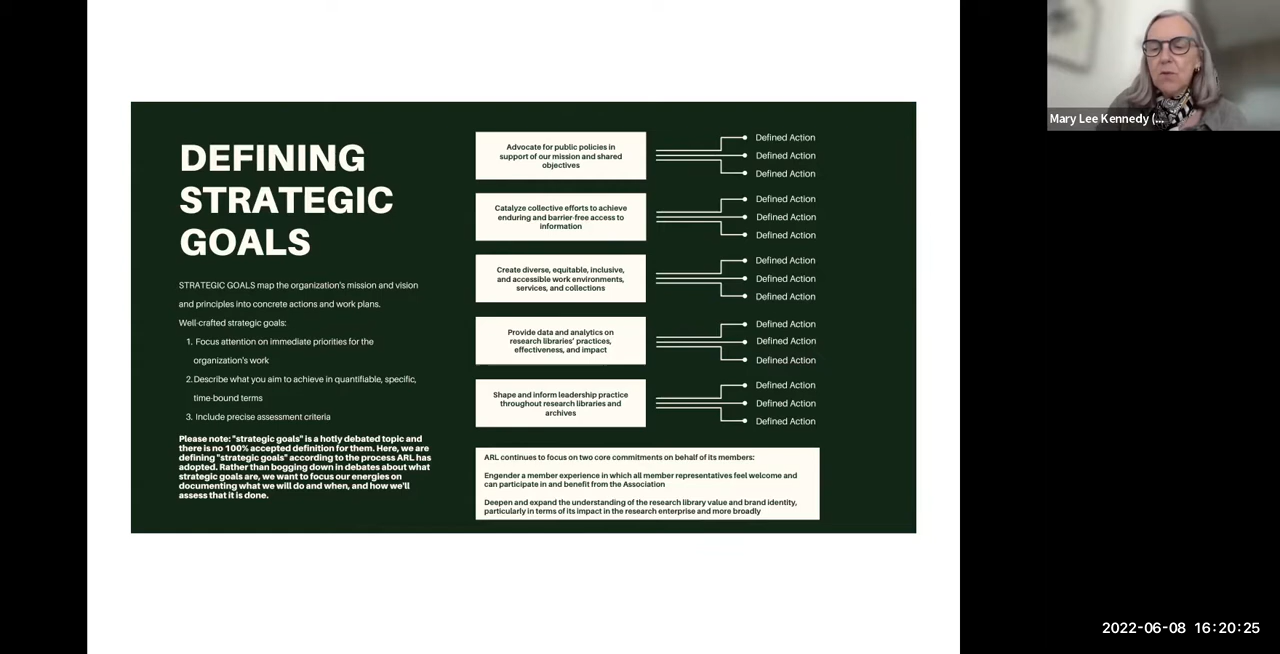 DEFINING
STRATEGIC
GOALS
STRATEGIC GOALS map the organization's mission and vision
and principles into concrete actions and work plans.
Well-crafted strategic goals:
1. Focus attention on immediate priorities for the
organization's work
2. Describe what you aim to achieve in quantifiable, specific,
time-bound terms
3. Include precise assessment criteria
Please note: "strategic goals" is a hotly debated topic and
there is no 100% accepted definition for them. Here, we are
defining "strategic goals" according to the process ARL has
adopted. Rather than bogging down in debates about what
strategic goals are, we want to focus our energies on
documenting what we will do and when, and how we'll
assess that it is done.
Advocate for public policies in
support of our mission and shared
objectives
Defined Action
Defined Action
Defined Action
Catalyze collective efforts to achieve
enduring and barrier-free access to
information
Defined Action
Defined Action
Defined Action
Create diverse, equitable, inclusive,
and accessible work environments,
services, and collections
Defined Action
Defined Action
Defined Action
Provide data and analytics on
research libraries' practices,
effectiveness, and impact
Defined Action
Defined Action
Defined Action
Shape and inform leadership practice
throughout research libraries and
archives
Defined Action
Defined Action
Defined Action
ARL continues to focus on two core commitments on behalf of its members:
Engender a member experience in which all member representatives feel welcome and
can participate in and benefit from the Association
Deepen and expand the understanding of the research library value and brand identity,
particularly in terms of its impact in the research enterprise and more broadly
Mary Lee Kennedy (...
2022-06-08 16:20:25